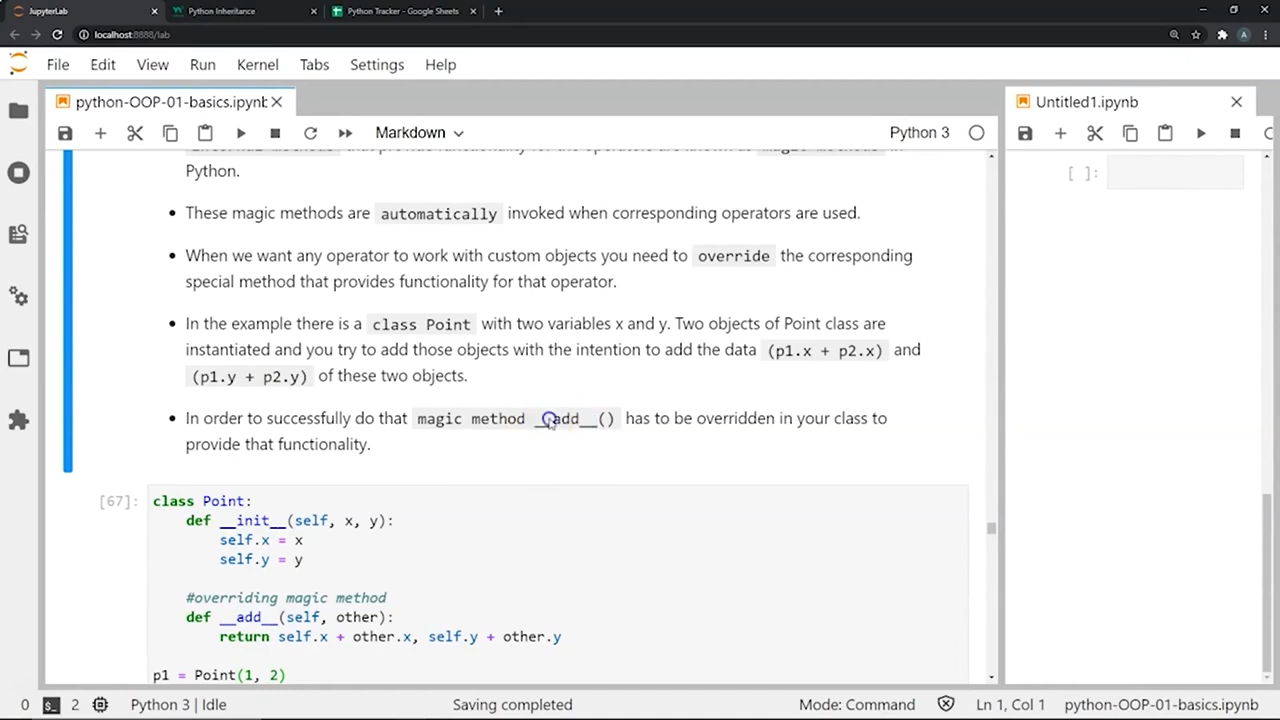 JupyterLab
Python Inheritance
Python Tracker - Google Sheets
localhost:8888/lab
A
File Edit View Run Kernel Tabs Settings Help
python-OOP-01-basics.ipynb
Untitled1.ipynb
Markdown
Python 3
[ ]:
Python.
These magic methods are automatically invoked when corresponding operators are used.
When we want any operator to work with custom objects you need to override the corresponding
special method that provides functionality for that operator.
In the example there is a class Point with two variables x and y. Two objects of Point class are
instantiated and you try to add those objects with the intention to add the data (p1.x + p2.x) and
(p1.y + p2.y) of these two objects.
In order to successfully do that magic method __add__() has to be overridden in your class to
provide that functionality.
[67]:
class Point:
def __init__(self, x, y):
self.x = x
self.y = y
#overriding magic method
def __add__(self, other):
return self.x + other.x, self.y + other.y
p1 = Point(1, 2)
0 2 Python 3 | Idle Saving completed Mode: Command Ln 1, Col 1 python-OOP-01-basics.ipynb